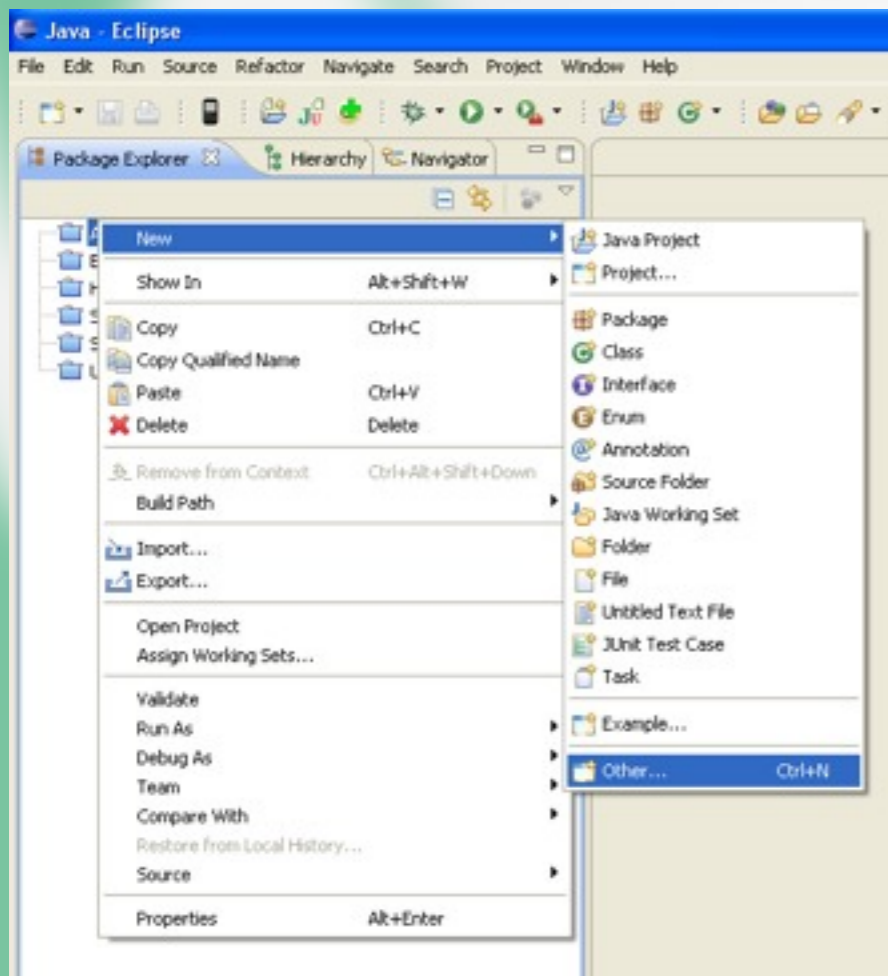 Java - Eclipse
File Edit Run Source Refactor Navigate Search Project Window Help
Package Explorer Hierarchy Navigator
A
E
H
S
S
U
New
Show In Alt+Shift+W
Copy Ctrl+C
Copy Qualified Name
Paste Ctrl+V
Delete Delete
Remove from Context Ctrl+Alt+Shift+Down
Build Path
Import...
Export...
Open Project
Assign Working Sets...
Validate
Run As
Debug As
Team
Compare With
Restore from Local History...
Source
Properties Alt+Enter
Java Project
Project...
Package
Class
Interface
Enum
Annotation
Source Folder
Java Working Set
Folder
File
Untitled Text File
JUnit Test Case
Task
Example...
Other... Ctrl+N